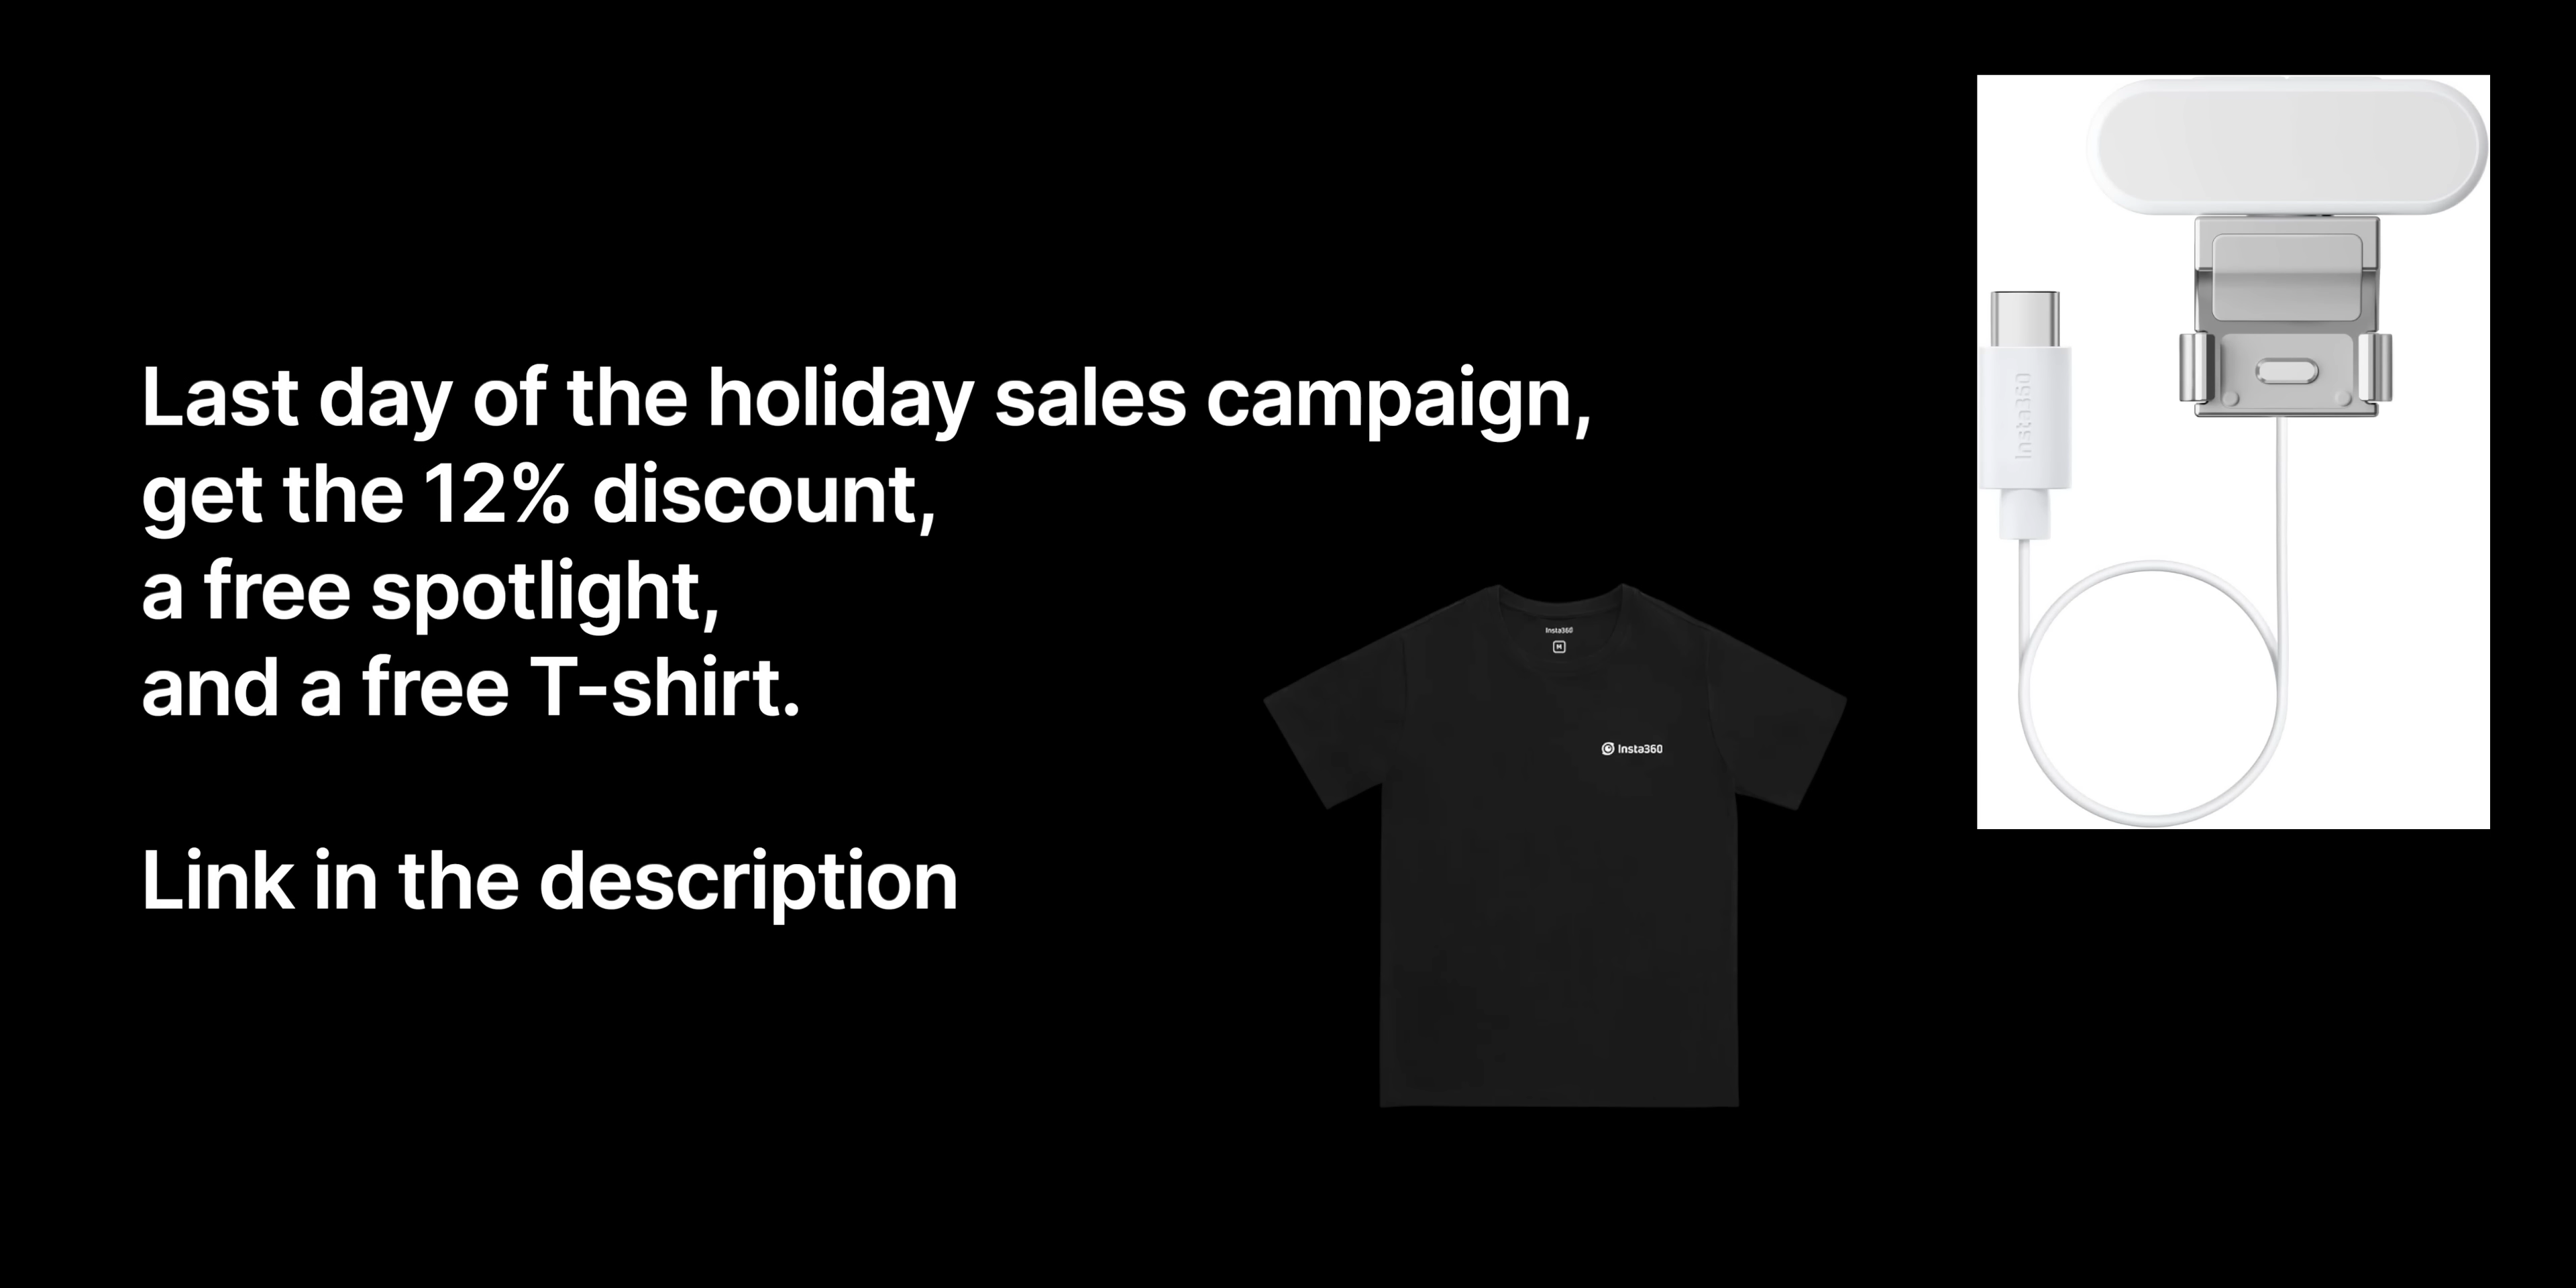 Last day of the holiday sales campaign,
get the 12% discount,
a free spotlight,
and a free T-shirt.
Link in the description
Insta360
M
Insta360
Insta360